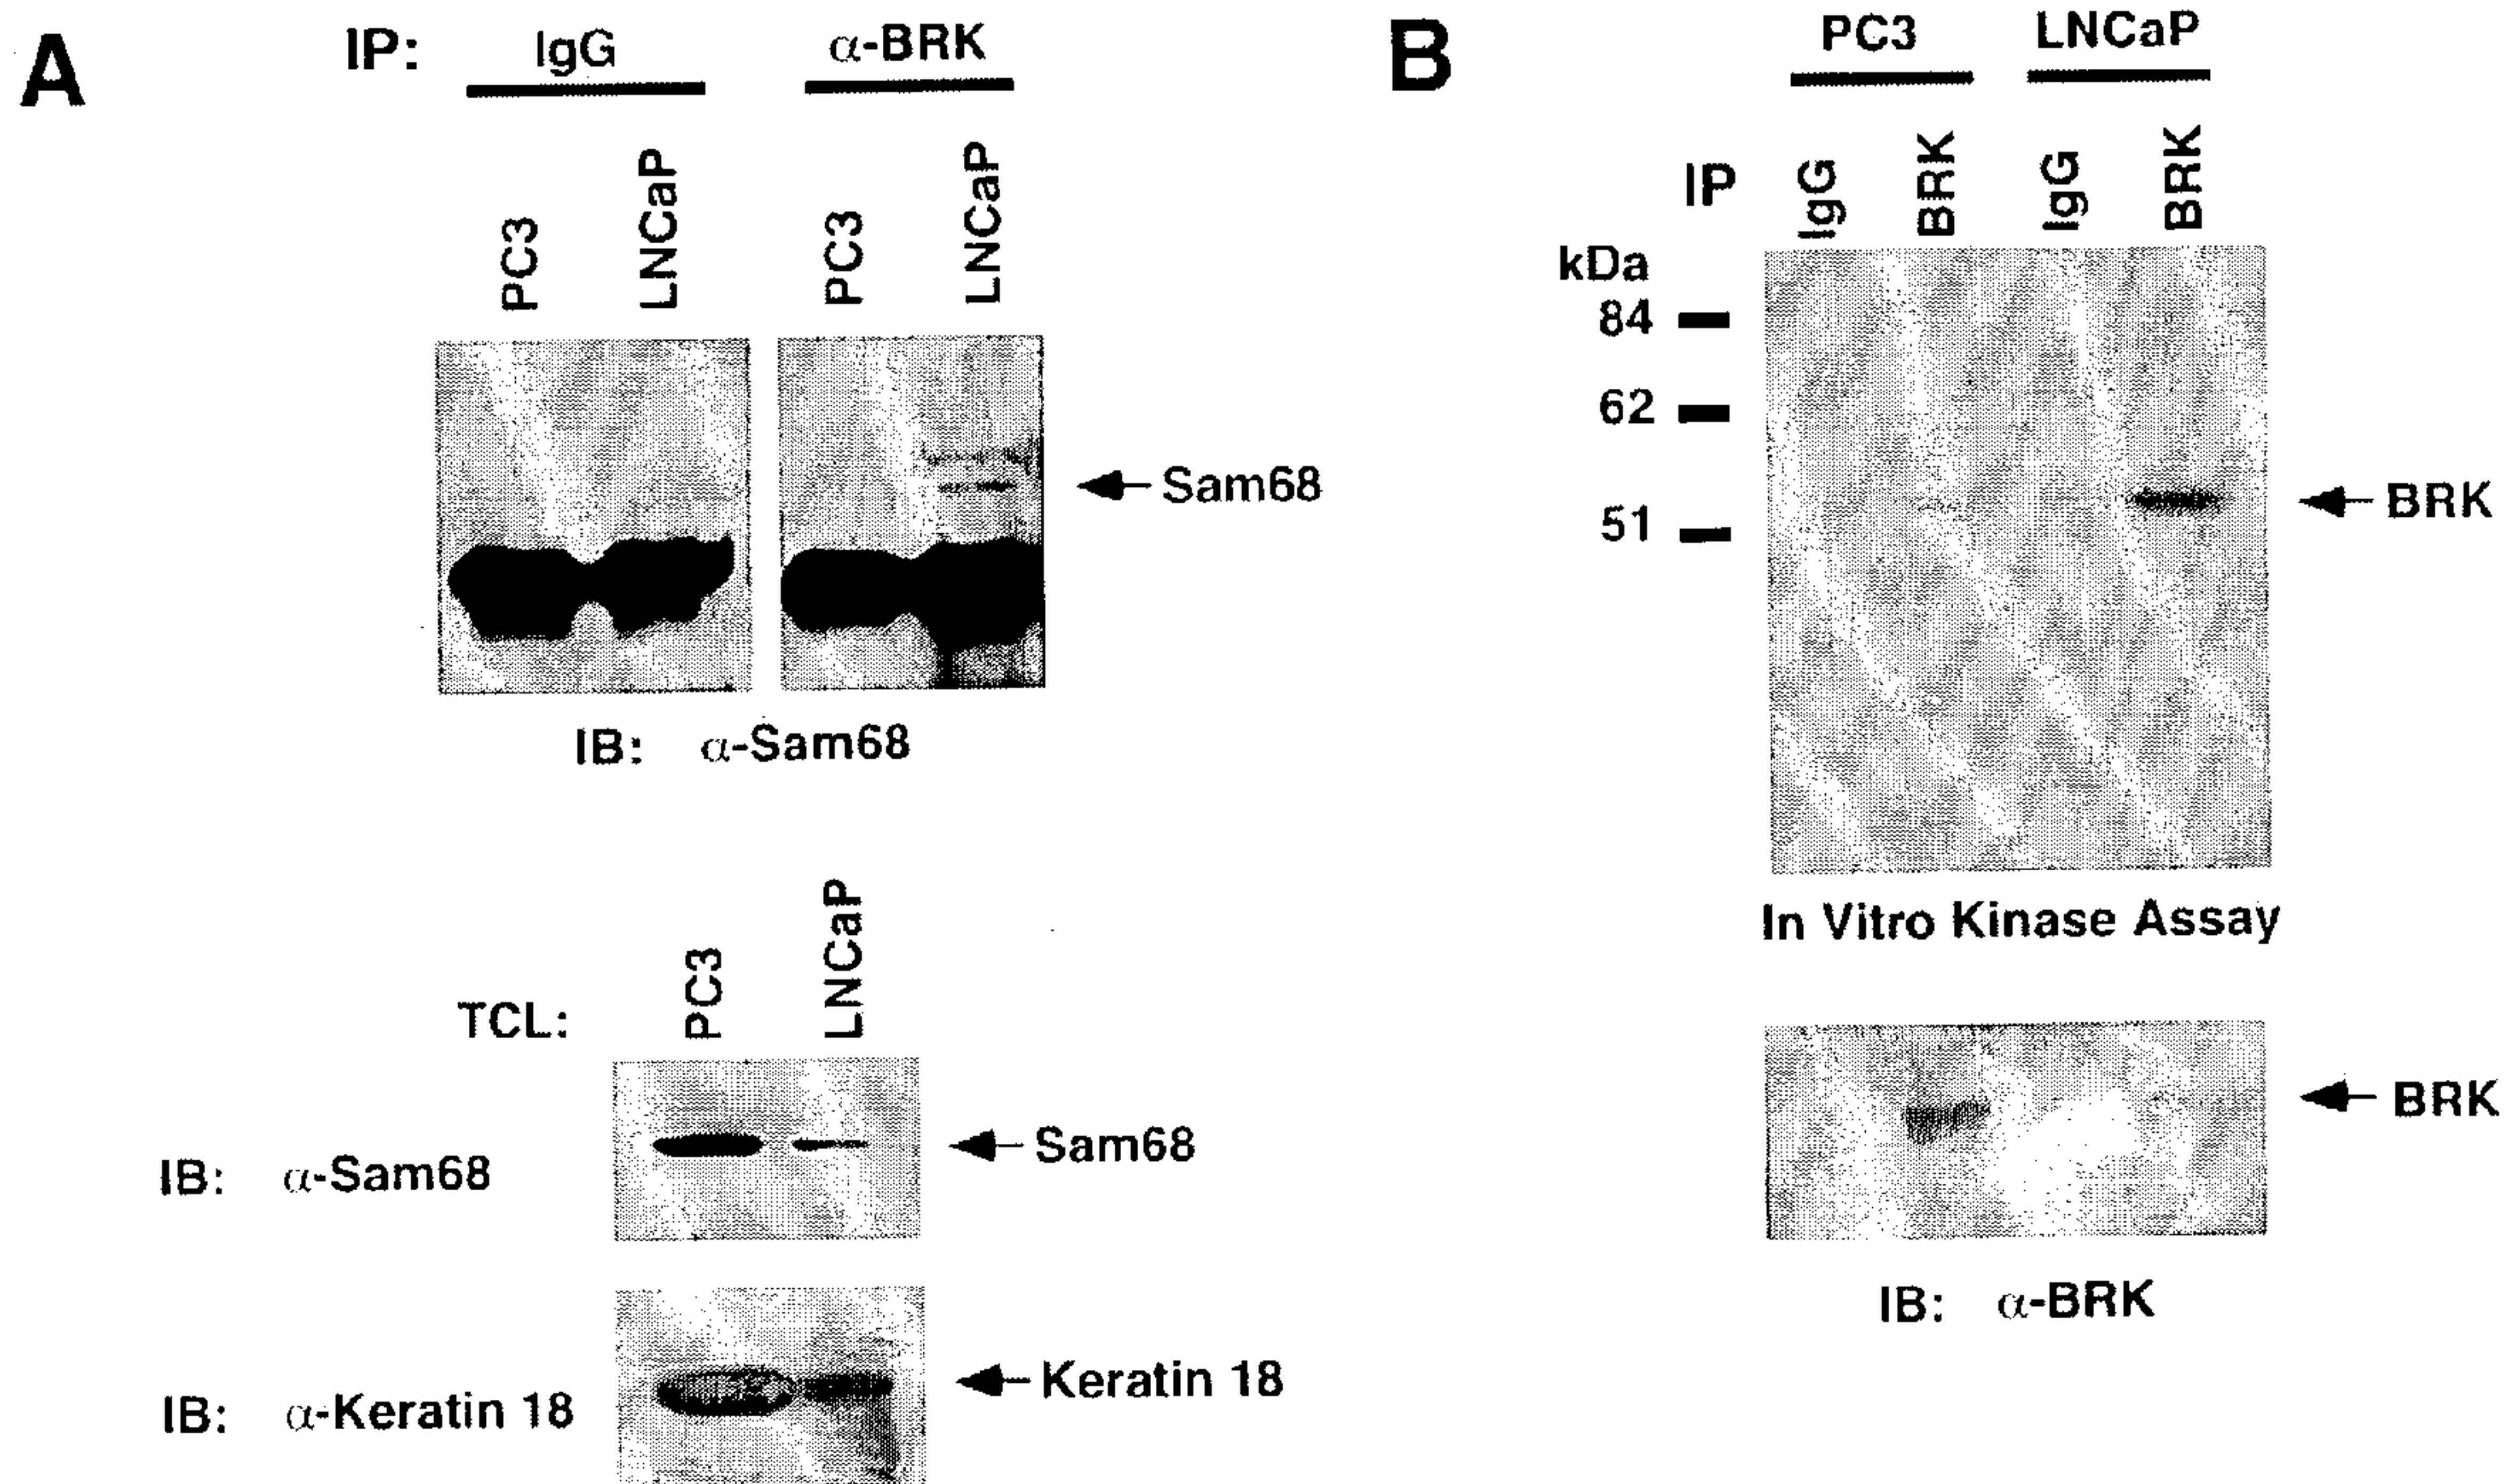 A
IP: IgG α-BRK
PC3 LNCaP PC3 LNCaP
Sam68
IB: α-Sam68
TCL: PC3 LNCaP
IB: α-Sam68 Sam68
IB: α-Keratin 18 Keratin 18
B
PC3 LNCaP
IP IgG BRK IgG BRK
kDa
84
62
51
BRK
In Vitro Kinase Assay
BRK
IB: α-BRK